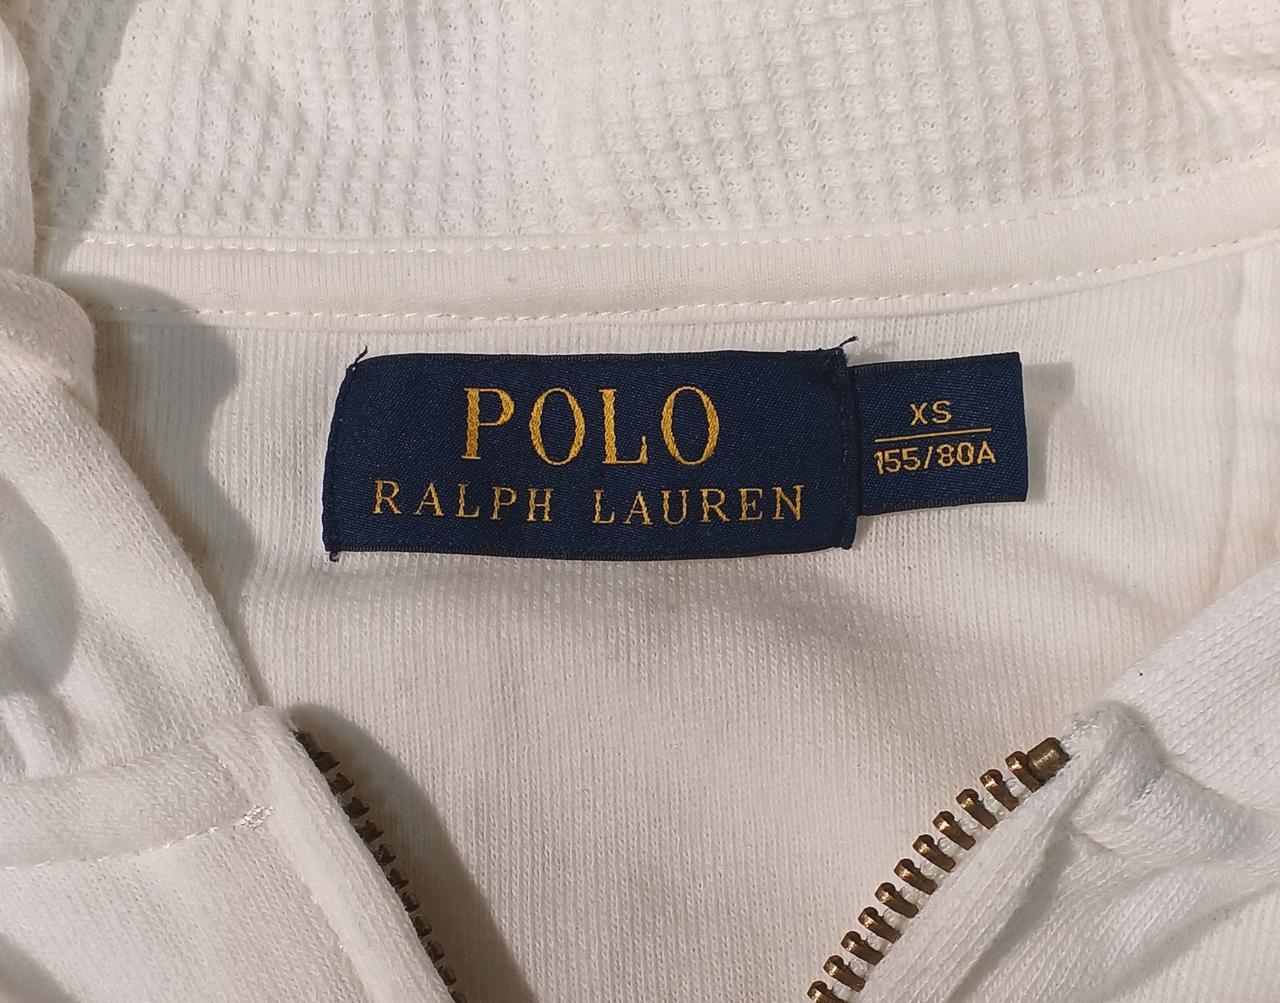 POLO
RALPH LAUREN
XS
155/80A